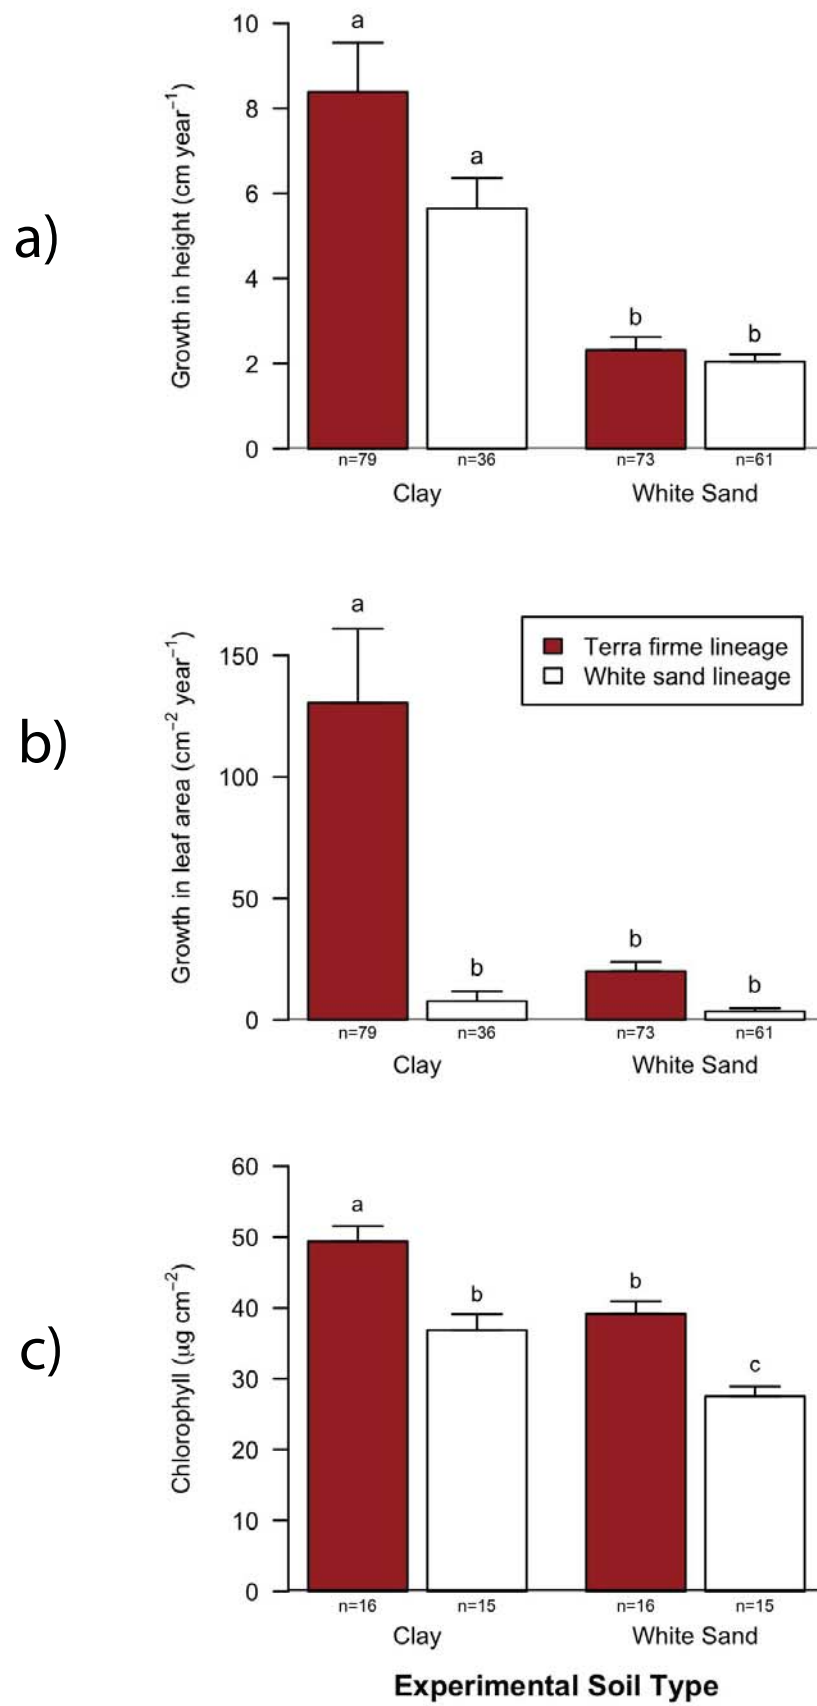 a)
Growth in height (cm year⁻¹)
10
8
6
4
2
0
a
a
b
b
n=79 n=36 n=73 n=61
Clay White Sand
b)
Growth in leaf area (cm⁻² year⁻¹)
150
100
50
0
a
b
b
b
Terra firme lineage
White sand lineage
n=79 n=36 n=73 n=61
Clay White Sand
c)
Chlorophyll (µg cm⁻²)
60
50
40
30
20
10
0
a
b
b
c
n=16 n=15 n=16 n=15
Clay White Sand
Experimental Soil Type